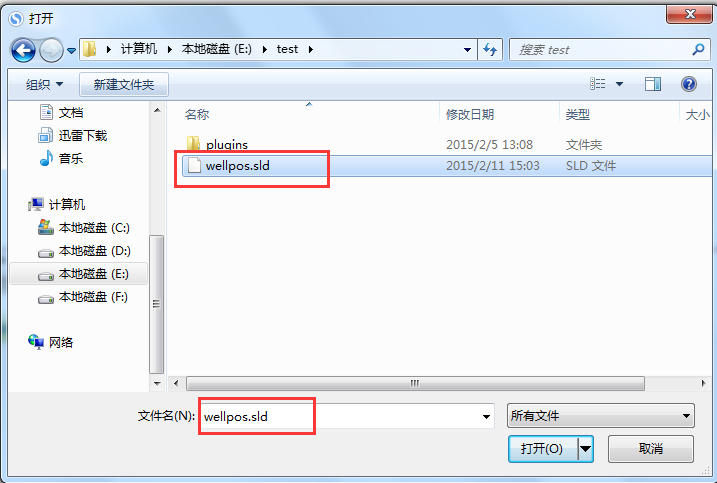 打开
计算机 本地磁盘 (E:) test
搜索 test
组织 新建文件夹
名称 修改日期 类型 大小
文档
迅雷下载
音乐
计算机
本地磁盘 (C:)
本地磁盘 (D:)
本地磁盘 (E:)
本地磁盘 (F:)
网络
plugins 2015/2/5 13:08 文件夹
wellpos.sld 2015/2/11 15:03 SLD 文件
文件名(N): wellpos.sld
所有文件
打开(O) 取消